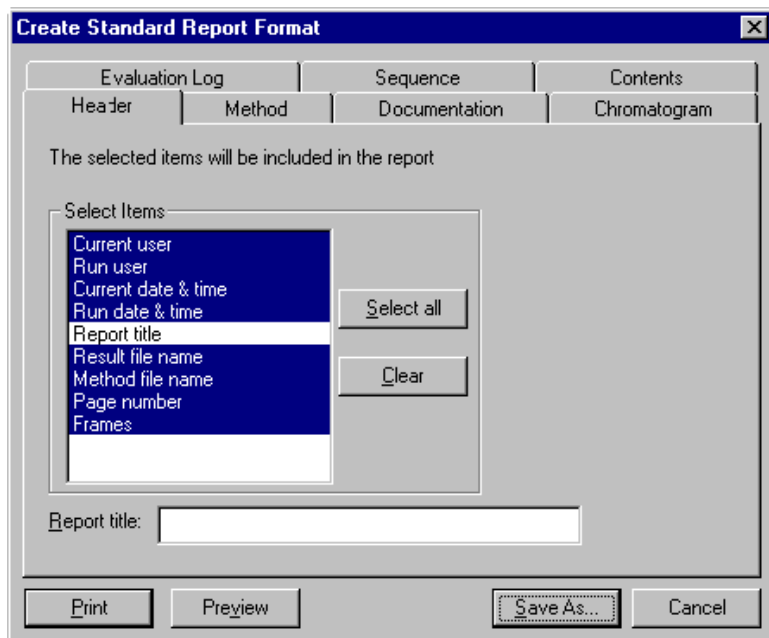 Create Standard Report Format
Evaluation Log Sequence Contents
Header Method Documentation Chromatogram
The selected items will be included in the report
Select Items
Current user
Run user
Current date & time
Run date & time
Report title
Result file name
Method file name
Page number
Frames
Select all
Clear
Report title:
Print Preview Save As... Cancel